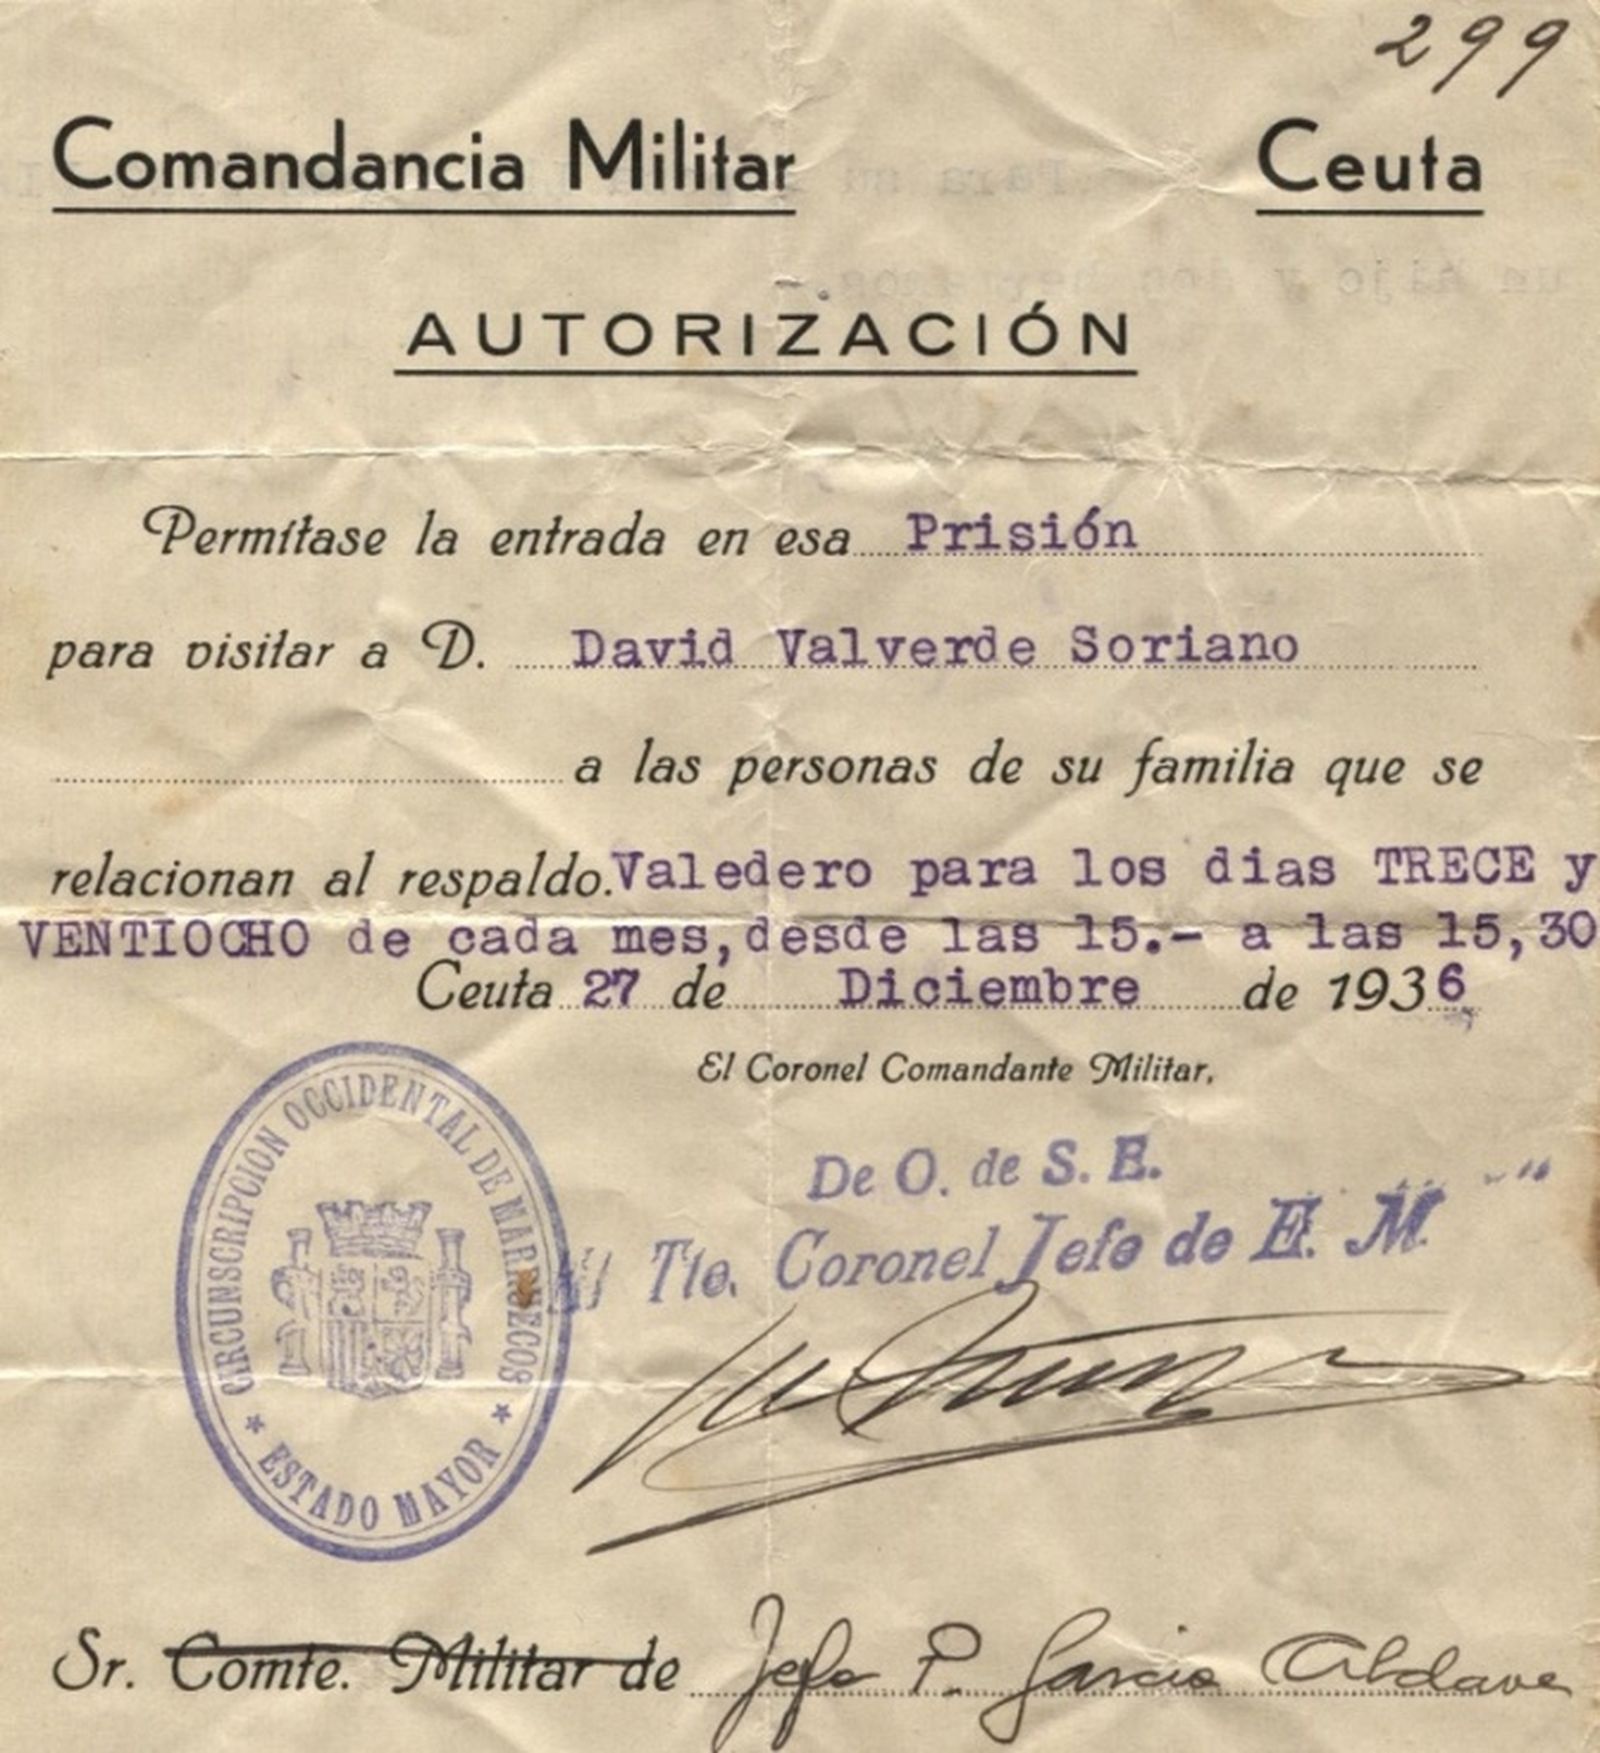 299
Comandancia Militar Ceuta
AUTORIZACIÓN
Permítase la entrada en esa Prisión
para visitar a D. David Valverde Soriano
a las personas de su familia que se
relacionan al respaldo. Valedero para los dias TRECE y
VENTIOCHO de cada mes, desde las 15.- a las 15,30
Ceuta 27 de Diciembre de 1936
El Coronel Comandante Militar,
De O. de S. E.
El Tte. Coronel Jefe de E. M.
CIRCUNSCRIPCION OCCIDENTAL DE MARRUECOS
ESTADO MAYOR
Sr. Comte. Militar de Jefe P. Garcia Aldave